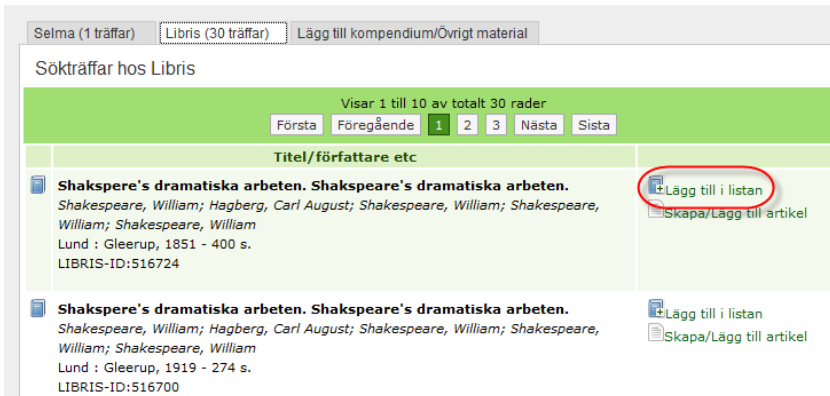 Selma (1 träffar) Libris (30 träffar) Lägg till kompendium/Övrigt material
Sökträffar hos Libris
Visar 1 till 10 av totalt 30 rader
Första Föregående 1 2 3 Nästa Sista
Titel/författare etc
Shakspere's dramatiska arbeten. Shakspeare's dramatiska arbeten.
Lägg till i listan
Shakespeare, William; Hagberg, Carl August; Shakespeare, William; Shakespeare,
Skapa/Lägg till artikel
William; Shakespeare, William
Lund : Gleerup, 1851 - 400 s.
LIBRIS-ID:516724
Shakspere's dramatiska arbeten. Shakspeare's dramatiska arbeten.
Lägg till i listan
Shakespeare, William; Hagberg, Carl August; Shakespeare, William; Shakespeare,
Skapa/Lägg till artikel
William; Shakespeare, William
Lund : Gleerup, 1919 - 274 s.
LIBRIS-ID:516700